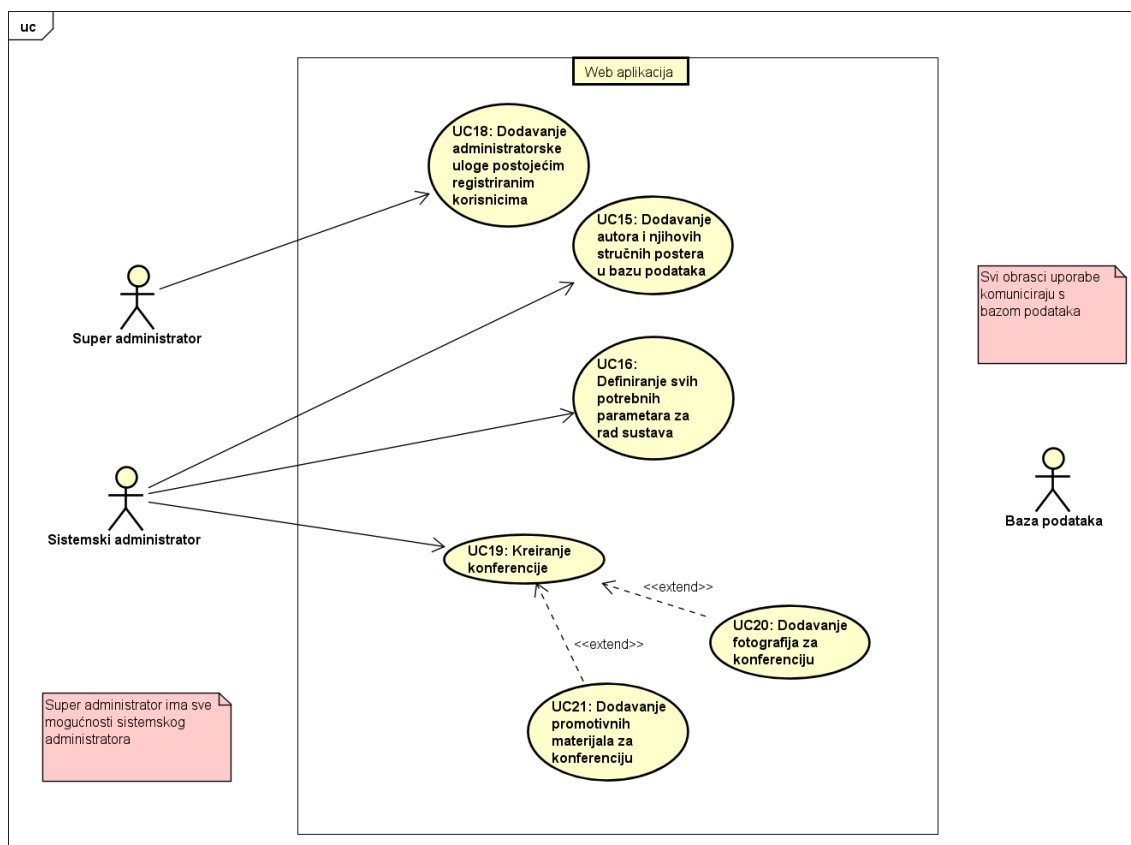 uc
Web aplikacija
UC18: Dodavanje
administratorske
uloge postojećim
registriranim
korisnicima
UC15: Dodavanje
autora i njihovih
stručnih postera
u bazu podataka
Svi obrasci uporabe
komuniciraju s
bazom podataka
Super administrator
UC16:
Definiranje svih
potrebnih
parametara za
rad sustava
Sistemski administrator
Baza podataka
UC19: Kreiranje
konferencije
<<extend>>
UC20: Dodavanje
fotografija za
konferenciju
<<extend>>
UC21: Dodavanje
promotivnih
materijala za
konferenciju
Super administrator ima sve
mogućnosti sistemskog
administratora